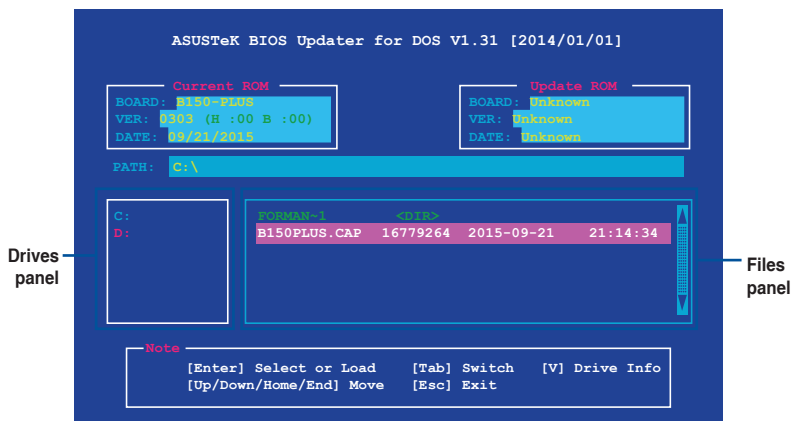 ASUSTeK BIOS Updater for DOS V1.31 [2014/01/01]
Current ROM
BOARD: B150-PLUS
VER: 0303 (H :00 B :00)
DATE: 09/21/2015
Update ROM
BOARD: Unknown
VER: Unknown
DATE: Unknown
PATH: C:\
C:
D:
FORMAN~1 <DIR>
B150PLUS.CAP 16779264 2015-09-21 21:14:34
Drives panel
Files panel
Note
[Enter] Select or Load [Tab] Switch [V] Drive Info
[Up/Down/Home/End] Move [Esc] Exit